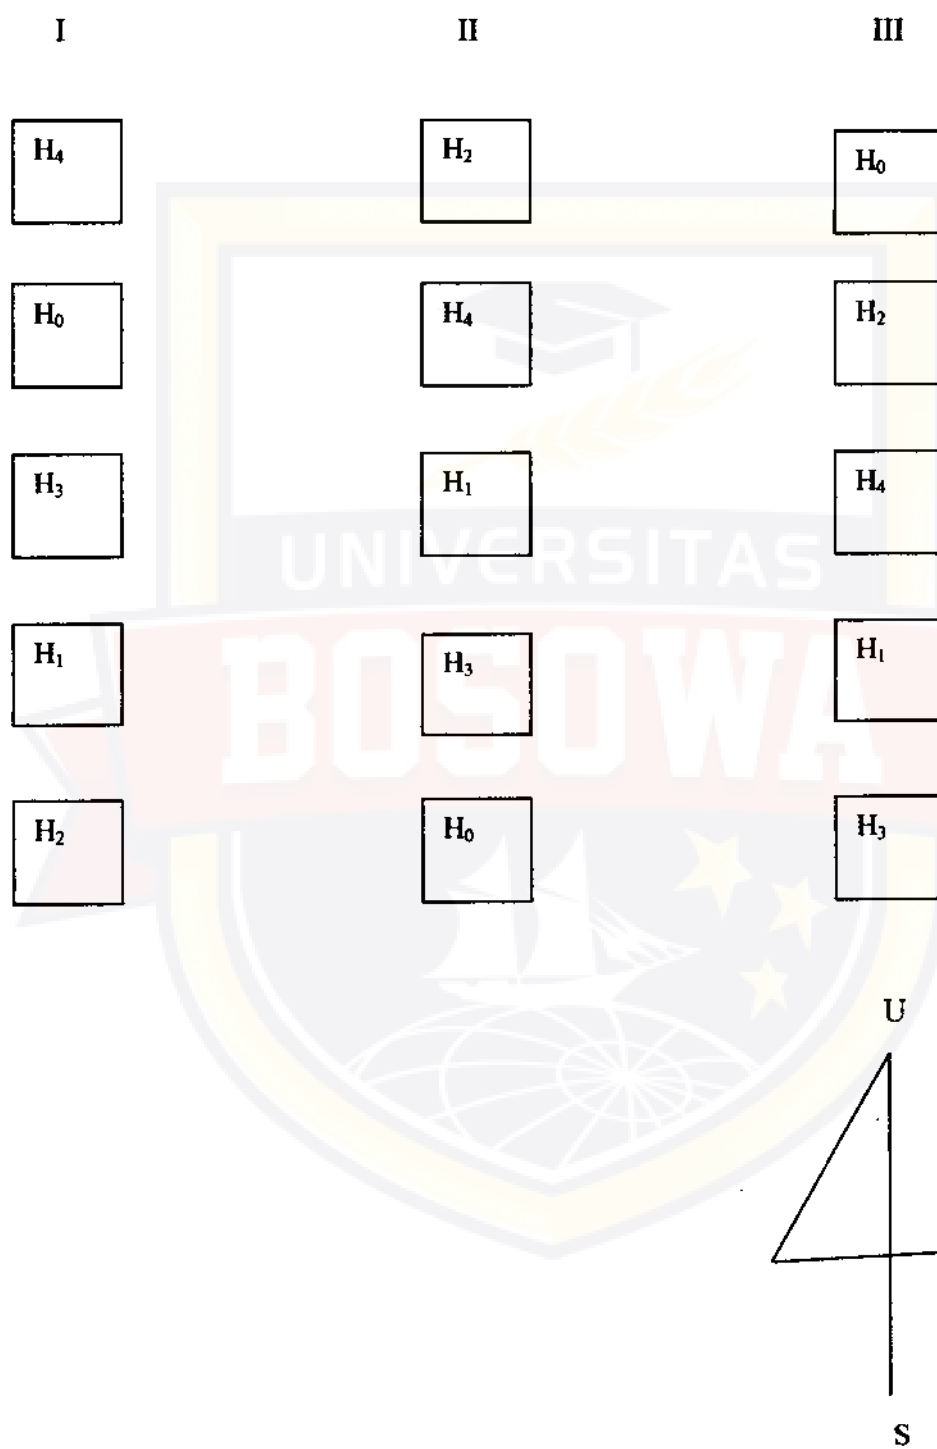 I II III
H₄ H₂ H₀
H₀ H₄ H₂
H₃ H₁ H₄
H₁ H₃ H₁
H₂ H₀ H₃
UNIVERSITAS
BOSOWA
U
S